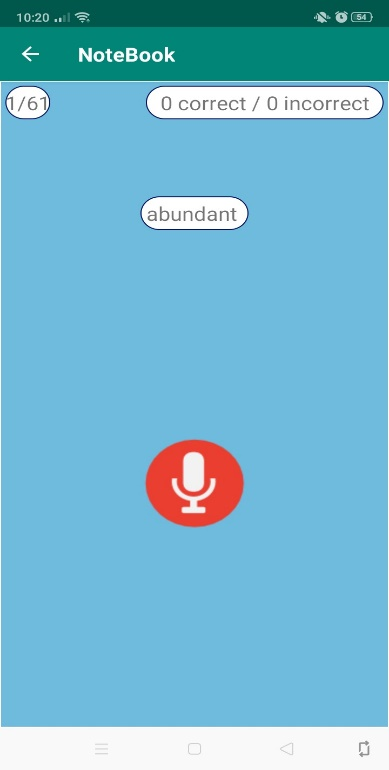 10:20 54
NoteBook
1/61 0 correct / 0 incorrect
abundant